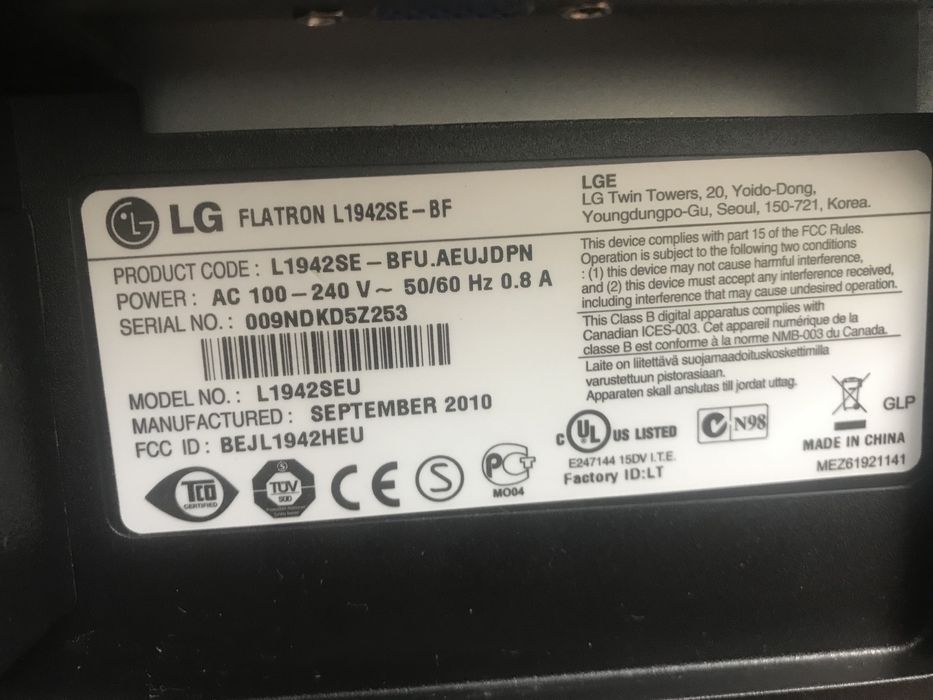 LG FLATRON L1942SE-BF
PRODUCT CODE : L1942SE-BFU.AEUJDPN
POWER : AC 100-240 V~ 50/60 Hz 0.8 A
SERIAL NO. : 009NDKD5Z253
MODEL NO. : L1942SEU
MANUFACTURED : SEPTEMBER 2010
FCC ID : BEJL1942HEU
TCO
CERTIFIED
TÜV
SÜD
CE
S
PCT
MO04
LGE
LG Twin Towers, 20, Yoido-Dong,
Youngdungpo-Gu, Seoul, 150-721, Korea.
This device complies with part 15 of the FCC Rules.
Operation is subject to the following two conditions
: (1) this device may not cause harmful interference,
and (2) this device must accept any interference received,
including interference that may cause undesired operation.
This Class B digital apparatus complies with
Canadian ICES-003. Cet appareil numérique de la
classe B est conforme à la norme NMB-003 du Canada.
Laite on liitettävä suojamaadoituskoskettimilla
varustettuun pistorasiaan.
Apparaten skall anslutas till jordat uttag.
c UL US LISTED
E247144 15DV I.T.E.
Factory ID:LT
N98
GLP
MADE IN CHINA
MEZ61921141